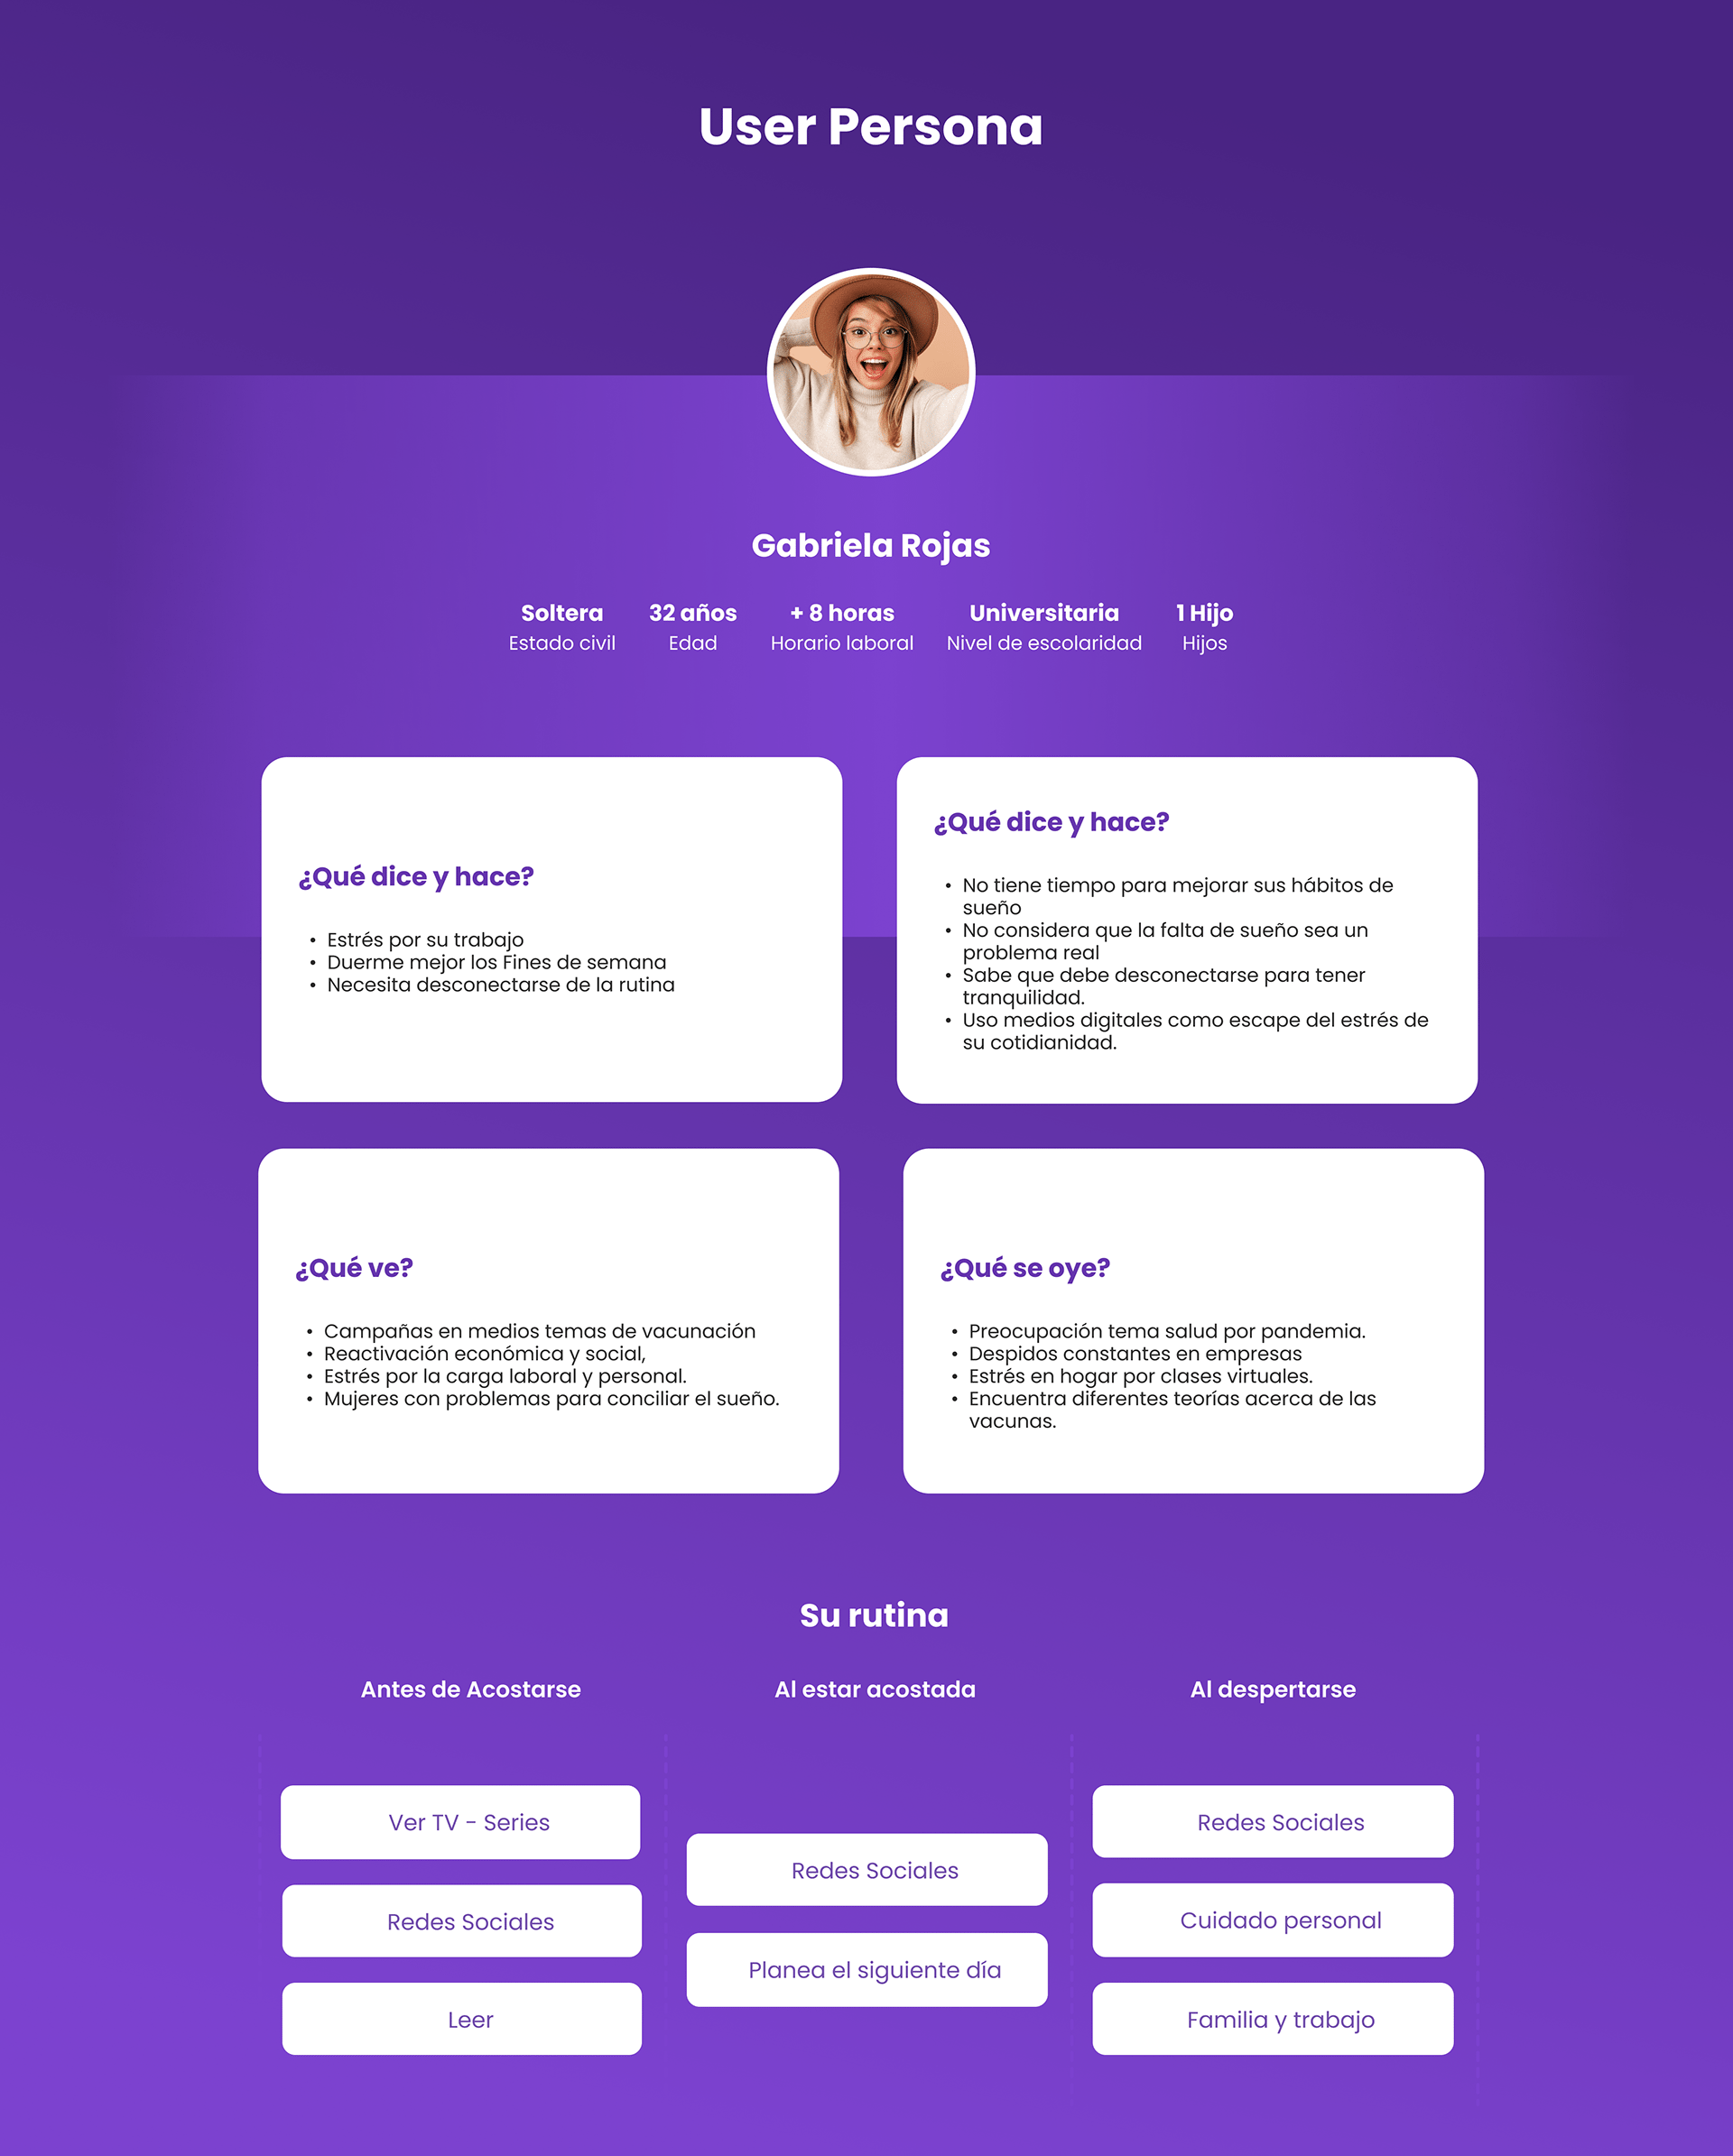 User Persona
Gabriela Rojas
Soltera
Estado civil
32 años
Edad
+ 8 horas
Horario laboral
Universitaria
Nivel de escolaridad
1 Hijo
Hijos
¿Qué dice y hace?
• Estrés por su trabajo
• Duerme mejor los Fines de semana
• Necesita desconectarse de la rutina
¿Qué dice y hace?
• No tiene tiempo para mejorar sus hábitos de
sueño
• No considera que la falta de sueño sea un
problema real
• Sabe que debe desconectarse para tener
tranquilidad.
• Uso medios digitales como escape del estrés de
su cotidianidad.
¿Qué ve?
• Campañas en medios temas de vacunación
• Reactivación económica y social,
• Estrés por la carga laboral y personal.
• Mujeres con problemas para conciliar el sueño.
¿Qué se oye?
• Preocupación tema salud por pandemia.
• Despidos constantes en empresas
• Estrés en hogar por clases virtuales.
• Encuentra diferentes teorías acerca de las
vacunas.
Su rutina
Antes de Acostarse
Ver TV - Series
Redes Sociales
Leer
Al estar acostada
Redes Sociales
Planea el siguiente día
Al despertarse
Redes Sociales
Cuidado personal
Familia y trabajo